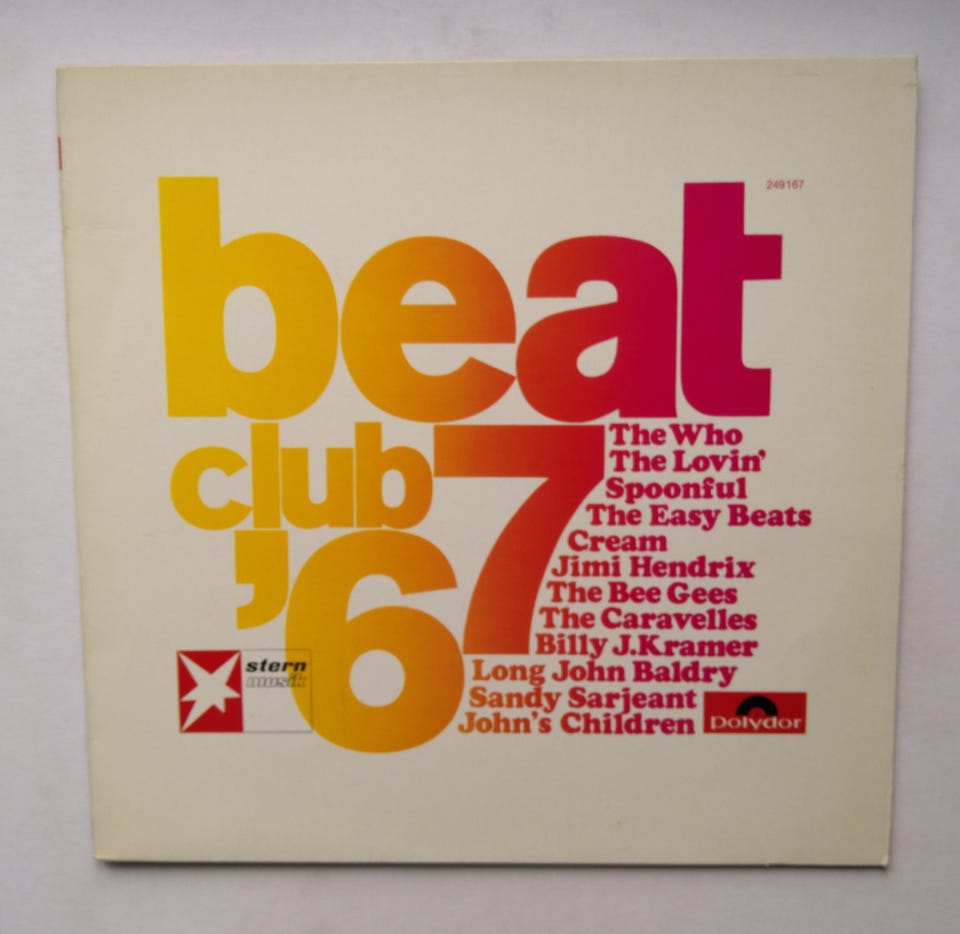 249167
beat
club '67
The Who
The Lovin'
Spoonful
The Easy Beats
Cream
Jimi Hendrix
The Bee Gees
The Caravelles
Billy J.Kramer
Long John Baldry
Sandy Sarjeant
John's Children
stern
musik
polydor